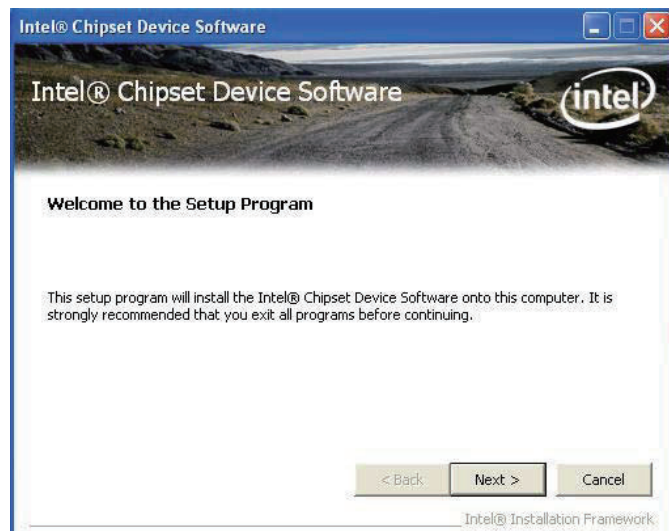 Intel® Chipset Device Software
Intel® Chipset Device Software
intel
Welcome to the Setup Program
This setup program will install the Intel® Chipset Device Software onto this computer. It is
strongly recommended that you exit all programs before continuing.
< Back Next > Cancel
Intel® Installation Framework